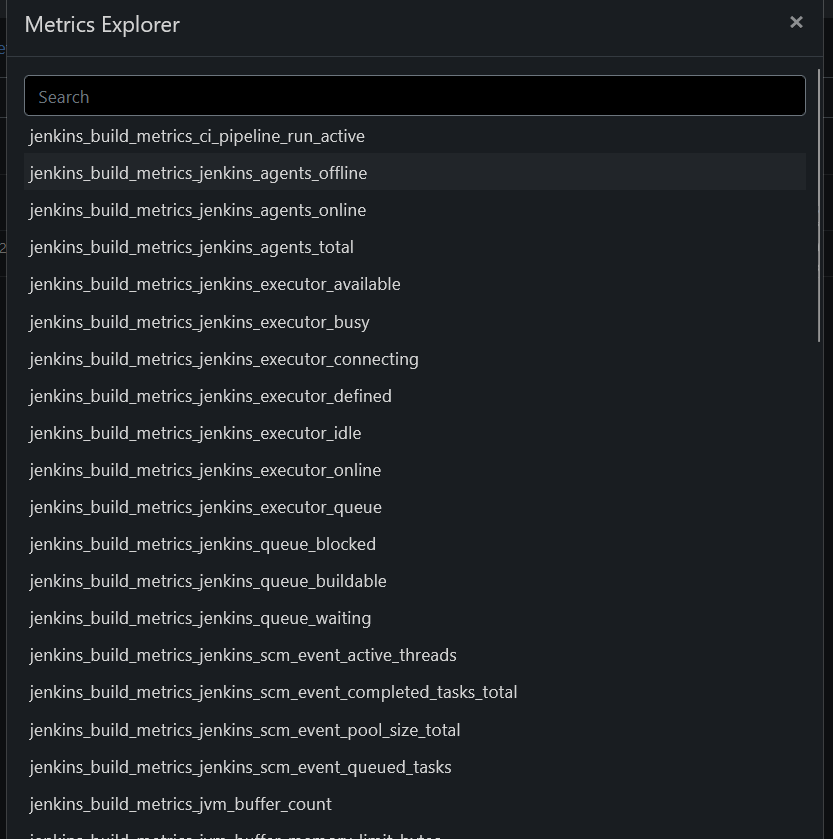 Metrics Explorer
Search
jenkins_build_metrics_ci_pipeline_run_active
jenkins_build_metrics_jenkins_agents_offline
jenkins_build_metrics_jenkins_agents_online
jenkins_build_metrics_jenkins_agents_total
jenkins_build_metrics_jenkins_executor_available
jenkins_build_metrics_jenkins_executor_busy
jenkins_build_metrics_jenkins_executor_connecting
jenkins_build_metrics_jenkins_executor_defined
jenkins_build_metrics_jenkins_executor_idle
jenkins_build_metrics_jenkins_executor_online
jenkins_build_metrics_jenkins_executor_queue
jenkins_build_metrics_jenkins_queue_blocked
jenkins_build_metrics_jenkins_queue_buildable
jenkins_build_metrics_jenkins_queue_waiting
jenkins_build_metrics_jenkins_scm_event_active_threads
jenkins_build_metrics_jenkins_scm_event_completed_tasks_total
jenkins_build_metrics_jenkins_scm_event_pool_size_total
jenkins_build_metrics_jenkins_scm_event_queued_tasks
jenkins_build_metrics_jvm_buffer_count
jenkins_build_metrics_jvm_buffer_memory_limit_bytes